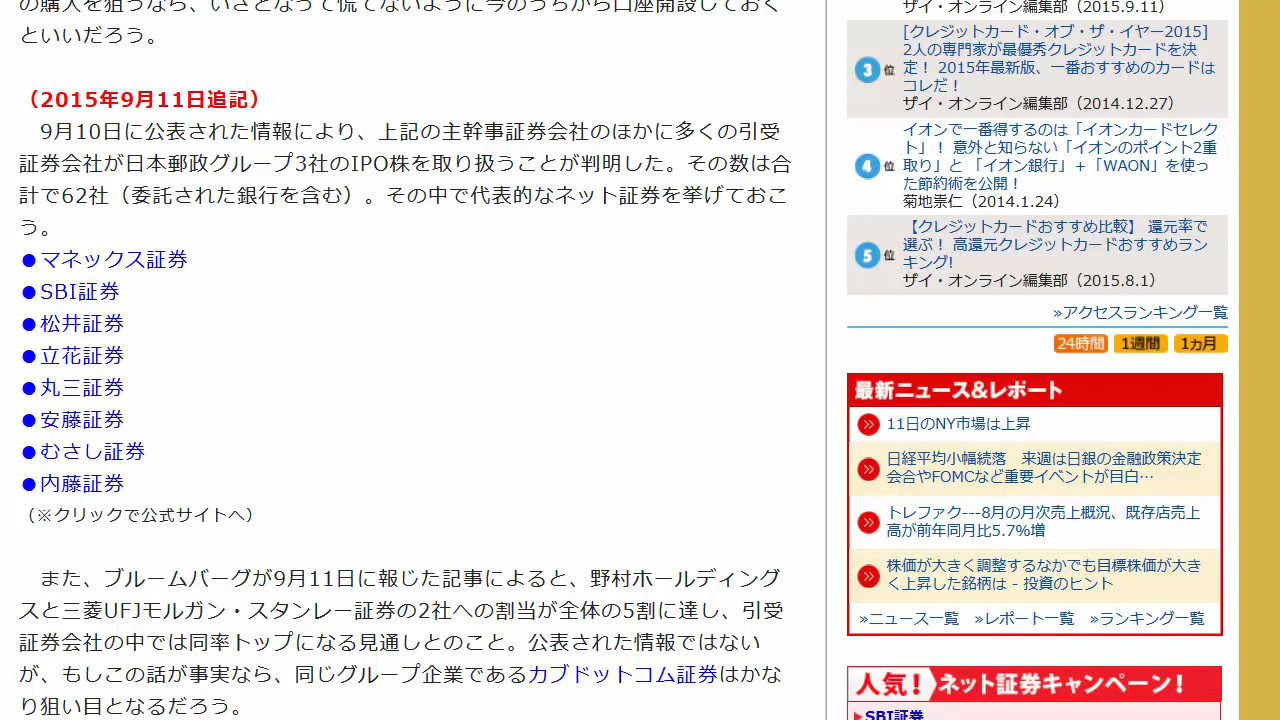 の購入を狙うなら、いざとなって慌てないように今のうちから口座開設しておく
といいだろう。
（2015年9月11日追記）
9月10日に公表された情報により、上記の主幹事証券会社のほかに多くの引受
証券会社が日本郵政グループ3社のIPO株を取り扱うことが判明した。その数は合
計で62社（委託された銀行を含む）。その中で代表的なネット証券を挙げておこ
う。
●マネックス証券
●SBI証券
●松井証券
●立花証券
●丸三証券
●安藤証券
●むさし証券
●内藤証券
（※クリックで公式サイトへ）
また、ブルームバーグが9月11日に報じた記事によると、野村ホールディング
スと三菱UFJモルガン・スタンレー証券の2社への割当が全体の5割に達し、引受
証券会社の中では同率トップになる見通しとのこと。公表された情報ではない
が、もしこの話が事実なら、同じグループ企業であるカブドットコム証券はかな
り狙い目となるだろう。
ザイ・オンライン編集部（2015.9.11）
3位
[クレジットカード・オブ・ザ・イヤー2015]
2人の専門家が最優秀クレジットカードを決
定！ 2015年最新版、一番おすすめのカードは
コレだ！
ザイ・オンライン編集部（2014.12.27）
4位
イオンで一番得するのは「イオンカードセレク
ト」！ 意外と知らない「イオンのポイント2重
取り」と 「イオン銀行」＋「WAON」を使っ
た節約術を公開！
菊地崇仁（2014.1.24）
5位
【クレジットカードおすすめ比較】 還元率で
選ぶ！ 高還元クレジットカードおすすめラン
キング!
ザイ・オンライン編集部（2015.8.1）
»アクセスランキング一覧
24時間 1週間 1ヵ月
最新ニュース&レポート
11日のNY市場は上昇
日経平均小幅続落　来週は日銀の金融政策決定
会合やFOMCなど重要イベントが目白…
トレファク---8月の月次売上概況、既存店売上
高が前年同月比5.7%増
株価が大きく調整するなかでも目標株価が大き
く上昇した銘柄は - 投資のヒント
»ニュース一覧 »レポート一覧 »ランキング一覧
人気！ネット証券キャンペーン！
SBI証券